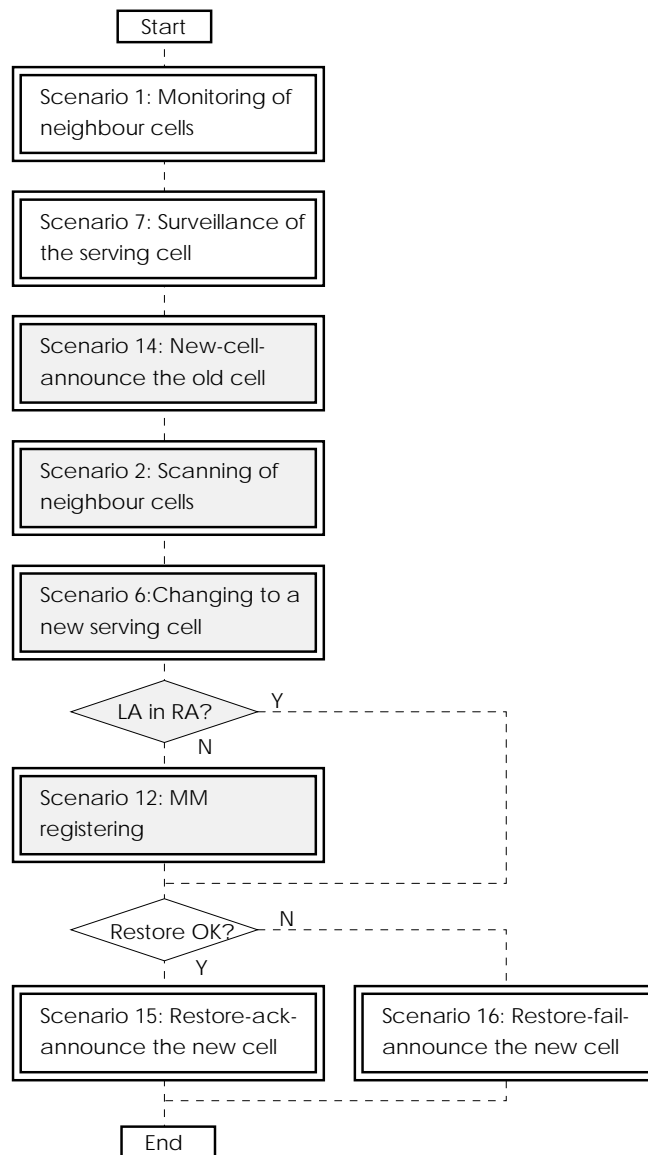 Start
Scenario 1: Monitoring of
neighbour cells
Scenario 7: Surveillance of
the serving cell
Scenario 14: New-cell-
announce the old cell
Scenario 2: Scanning of
neighbour cells
Scenario 6:Changing to a
new serving cell
LA in RA?
Y
N
Scenario 12: MM
registering
Restore OK?
N
Y
Scenario 15: Restore-ack-
announce the new cell
Scenario 16: Restore-fail-
announce the new cell
End